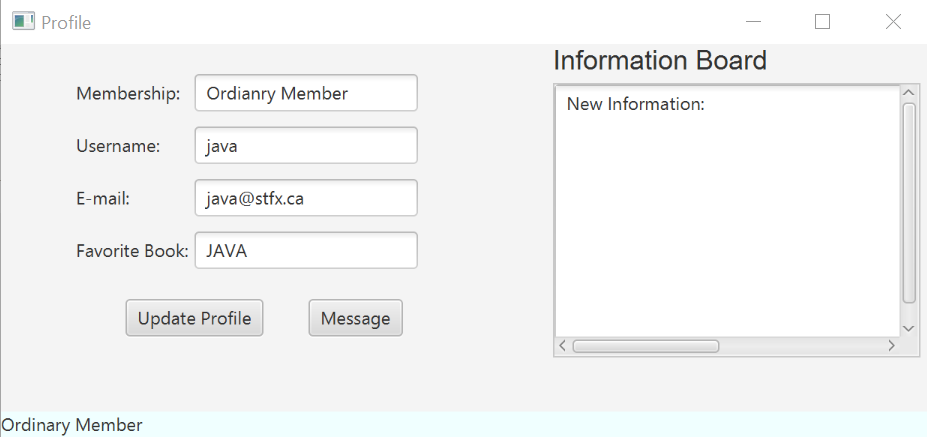 Profile
Membership: Ordianry Member
Username: java
E-mail: java@stfx.ca
Favorite Book: JAVA
Update Profile Message
Information Board
New Information:
Ordinary Member